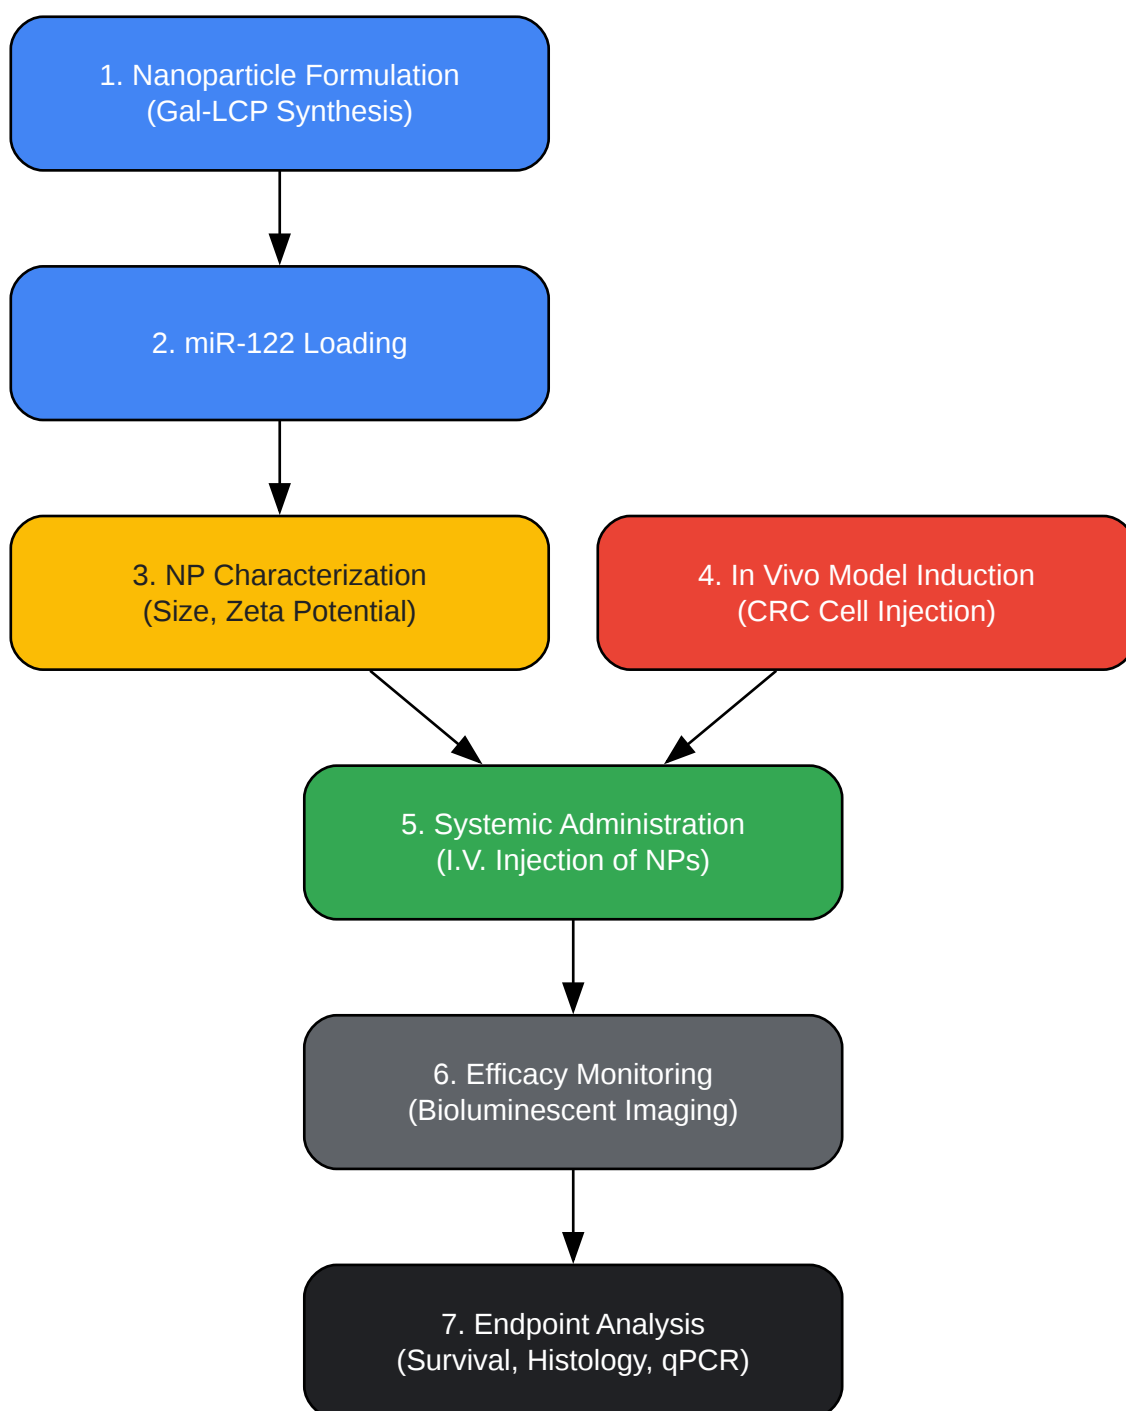 1. Nanoparticle Formulation
(Gal-LCP Synthesis)
2. miR-122 Loading
3. NP Characterization
(Size, Zeta Potential)
4. In Vivo Model Induction
(CRC Cell Injection)
5. Systemic Administration
(I.V. Injection of NPs)
6. Efficacy Monitoring
(Bioluminescent Imaging)
7. Endpoint Analysis
(Survival, Histology, qPCR)